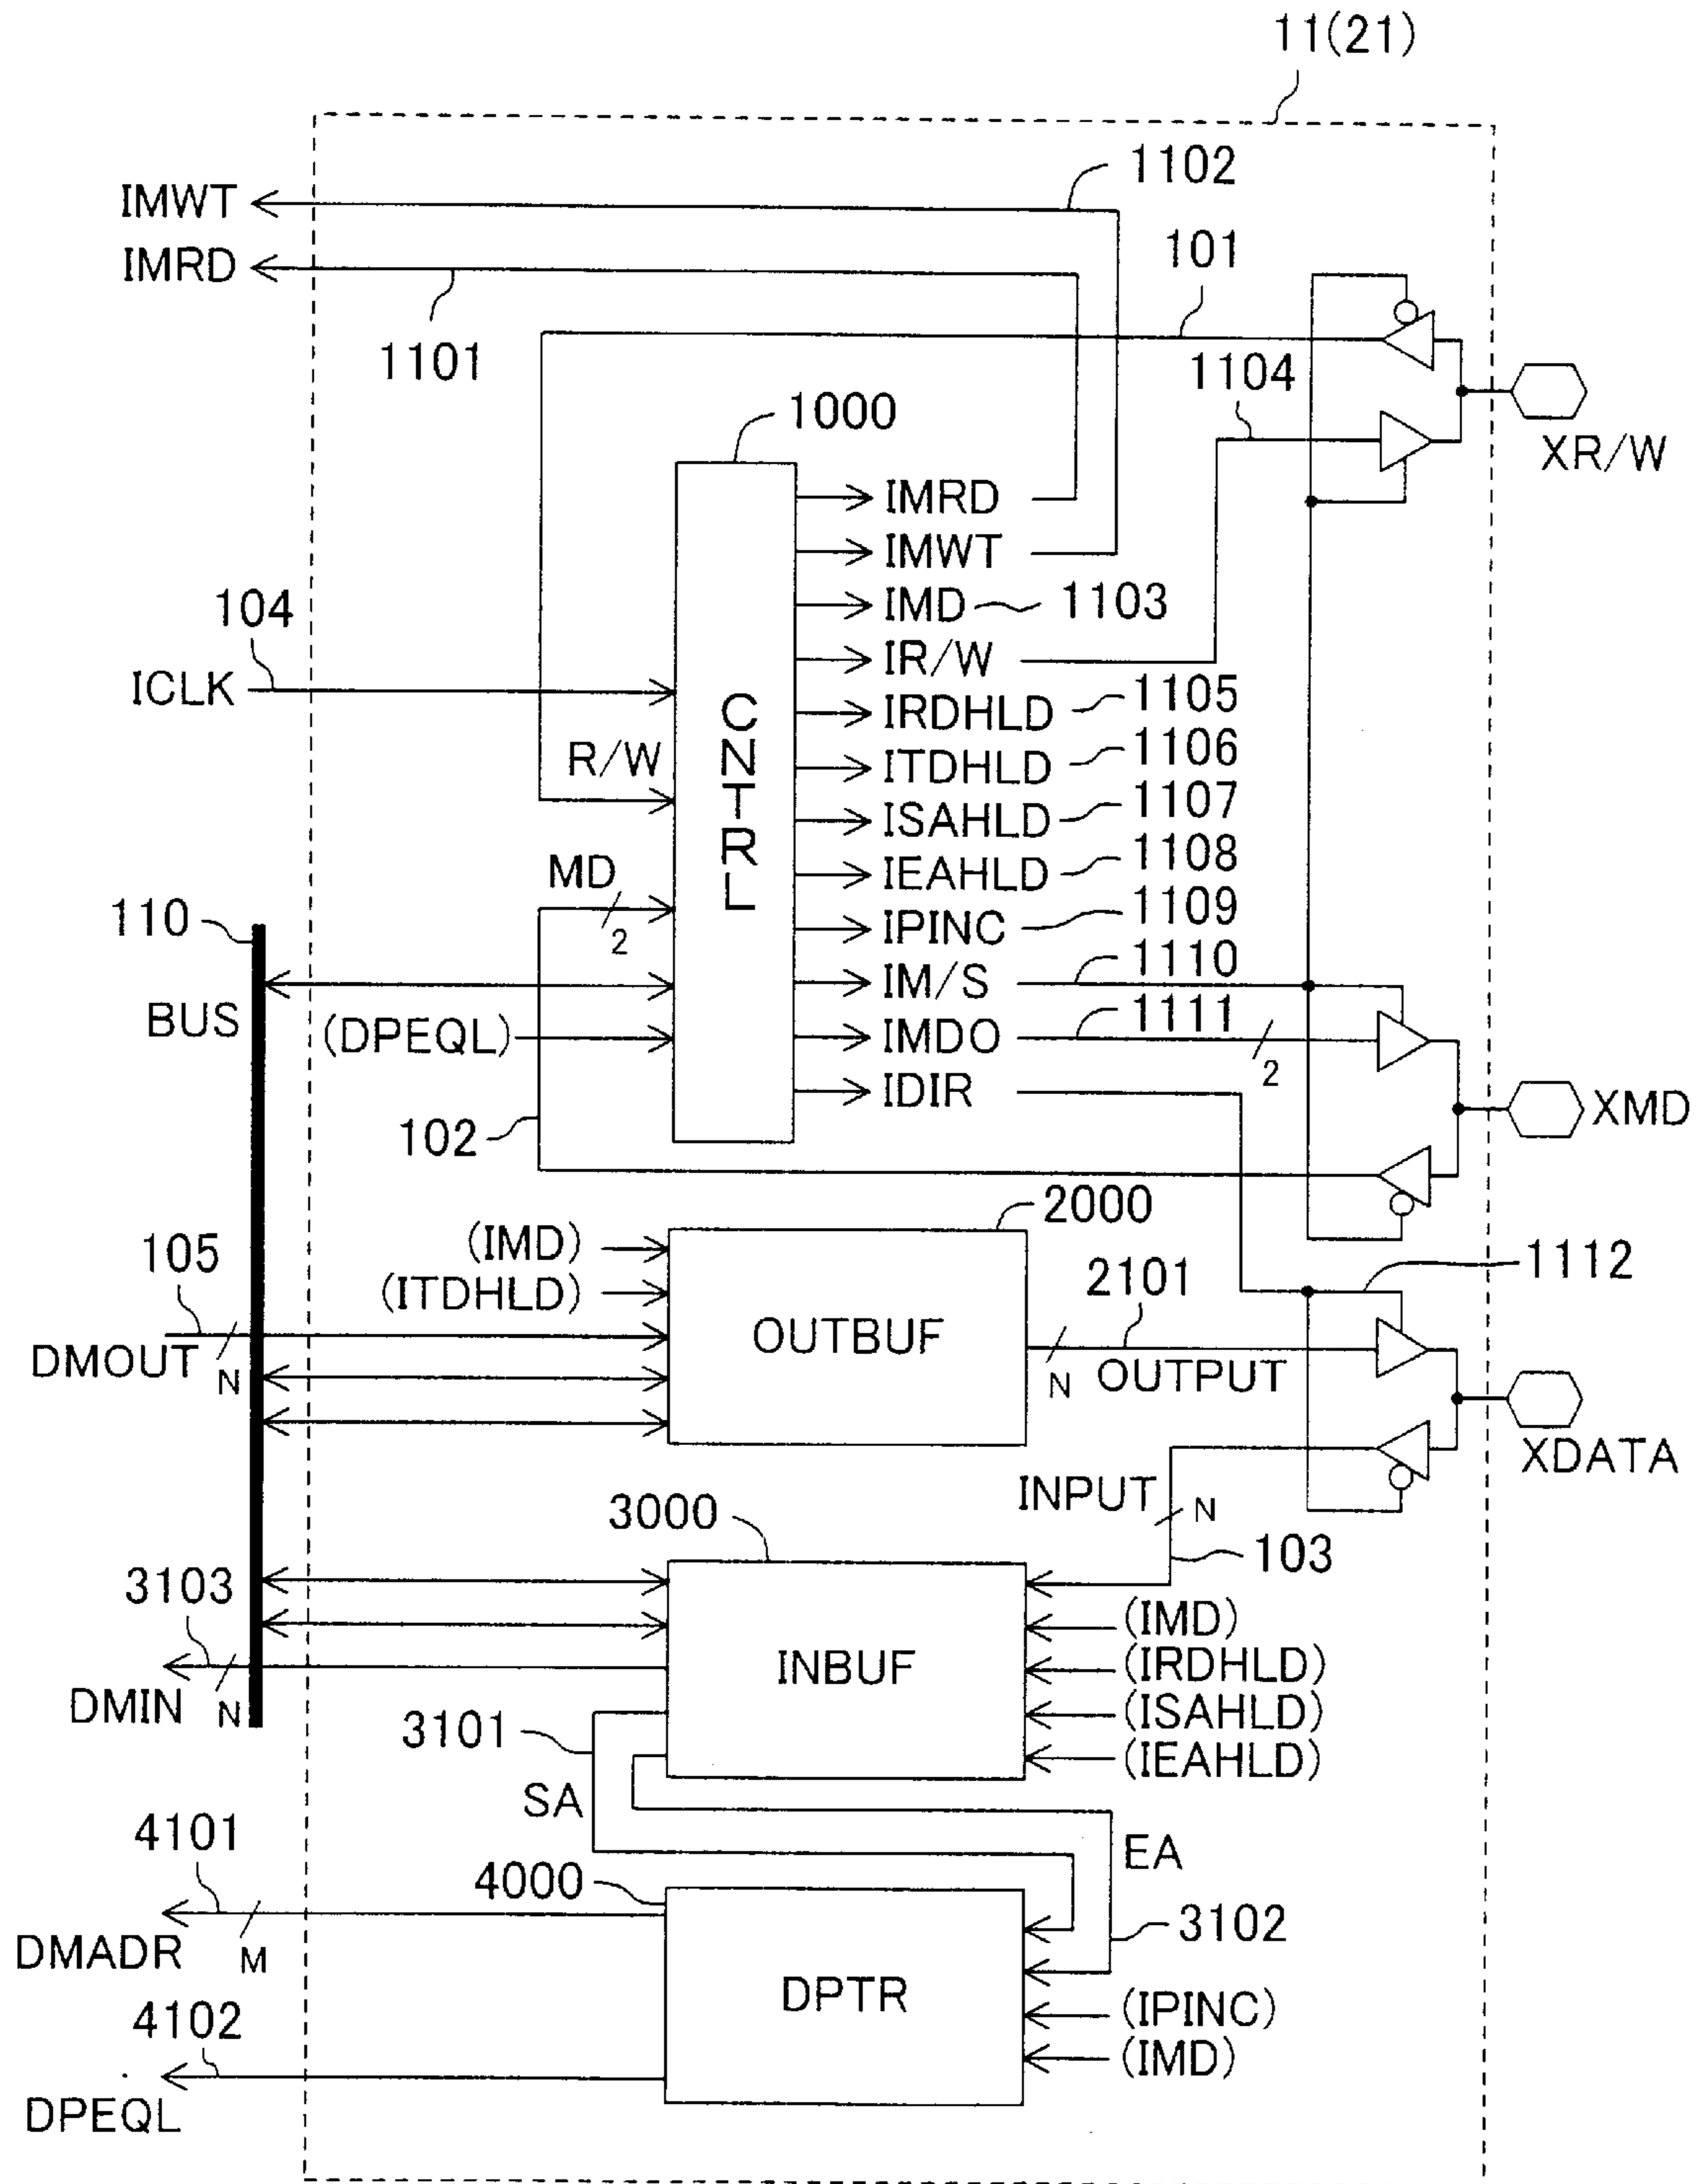 11(21)
1102
IMWT
IMRD
101
1101
1104
XR/W
1000
IMRD
IMWT
IMD
1103
104
IR/W
ICLK
IRDHLD
1105
R/W
ITDHLD
1106
CNTRL
ISAHLD
1107
MD
2
IEAHLD
1108
110
IPINC
1109
IM/S
1110
BUS
(DPEQL)
IMDO
1111
2
IDIR
XMD
102
2000
(IMD)
105
(ITDHLD)
2101
1112
OUTBUF
DMOUT
N
N
OUTPUT
XDATA
INPUT
N
3000
103
3103
(IMD)
INBUF
(IRDHLD)
DMIN
N
(ISAHLD)
3101
(IEAHLD)
SA
4101
EA
4000
3102
DMADR
M
DPTR
(IPINC)
4102
(IMD)
DPEQL